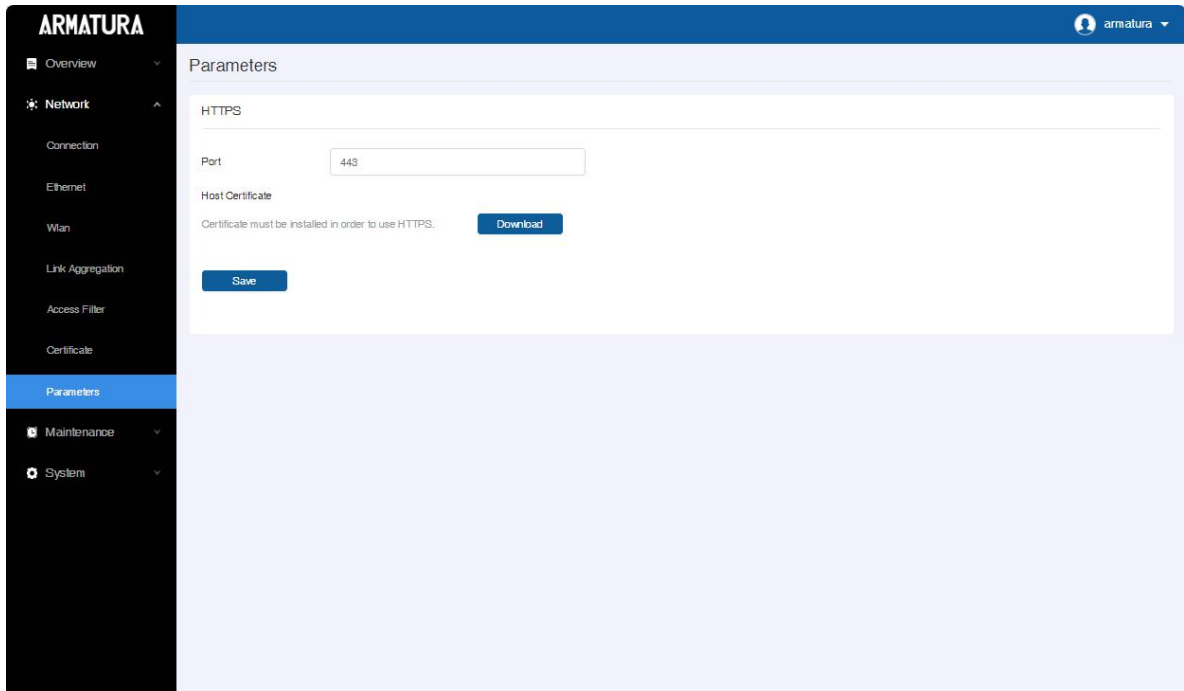 ARMATURA
armatura
Overview
Network
Connection
Ethernet
Wlan
Link Aggregation
Access Filter
Certificate
Parameters
Maintenance
System
Parameters
HTTPS
Port 443
Host Certificate
Certificate must be installed in order to use HTTPS. Download
Save